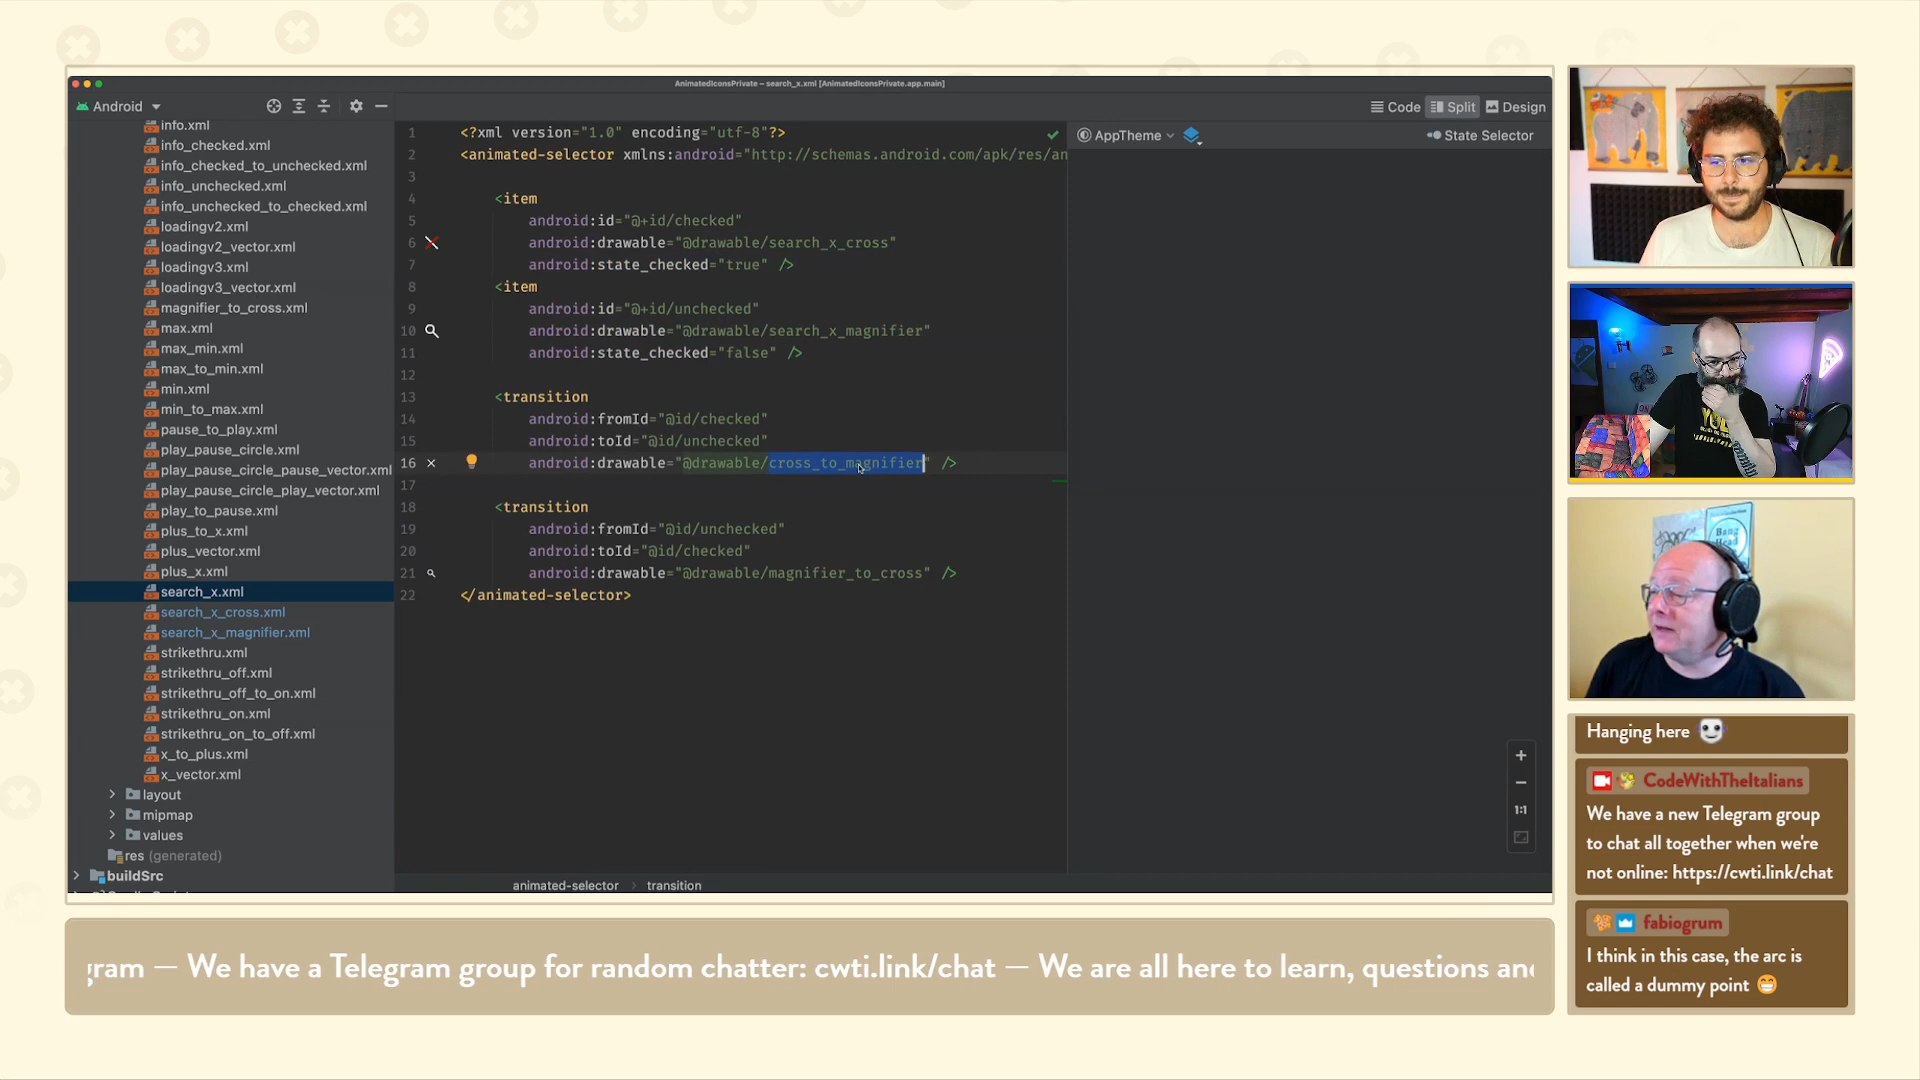 AnimatedIconsPrivate – search_x.xml [AnimatedIconsPrivate.app.main]
Android
Code
Split
Design
info.xml
info_checked.xml
info_checked_to_unchecked.xml
info_unchecked.xml
info_unchecked_to_checked.xml
loadingv2.xml
loadingv2_vector.xml
loadingv3.xml
loadingv3_vector.xml
magnifier_to_cross.xml
max.xml
max_min.xml
max_to_min.xml
min.xml
min_to_max.xml
pause_to_play.xml
play_pause_circle.xml
play_pause_circle_pause_vector.xml
play_pause_circle_play_vector.xml
play_to_pause.xml
plus_to_x.xml
plus_vector.xml
plus_x.xml
search_x.xml
search_x_cross.xml
search_x_magnifier.xml
strikethru.xml
strikethru_off.xml
strikethru_off_to_on.xml
strikethru_on.xml
strikethru_on_to_off.xml
x_to_plus.xml
x_vector.xml
layout
mipmap
values
res (generated)
buildSrc
1 <?xml version="1.0" encoding="utf-8"?>
2 <animated-selector xmlns:android="http://schemas.android.com/apk/res/an
3
4 <item
5 android:id="@+id/checked"
6 android:drawable="@drawable/search_x_cross"
7 android:state_checked="true" />
8 <item
9 android:id="@+id/unchecked"
10 android:drawable="@drawable/search_x_magnifier"
11 android:state_checked="false" />
12
13 <transition
14 android:fromId="@id/checked"
15 android:toId="@id/unchecked"
16 android:drawable="@drawable/cross_to_magnifier" />
17
18 <transition
19 android:fromId="@id/unchecked"
20 android:toId="@id/checked"
21 android:drawable="@drawable/magnifier_to_cross" />
22 </animated-selector>
animated-selector > transition
AppTheme
State Selector
1:1
Bang
Head
Hanging here
CodeWithTheItalians
We have a new Telegram group
to chat all together when we're
not online: https://cwti.link/chat
fabiogrum
I think in this case, the arc is
called a dummy point
gram — We have a Telegram group for random chatter: cwti.link/chat — We are all here to learn, questions and